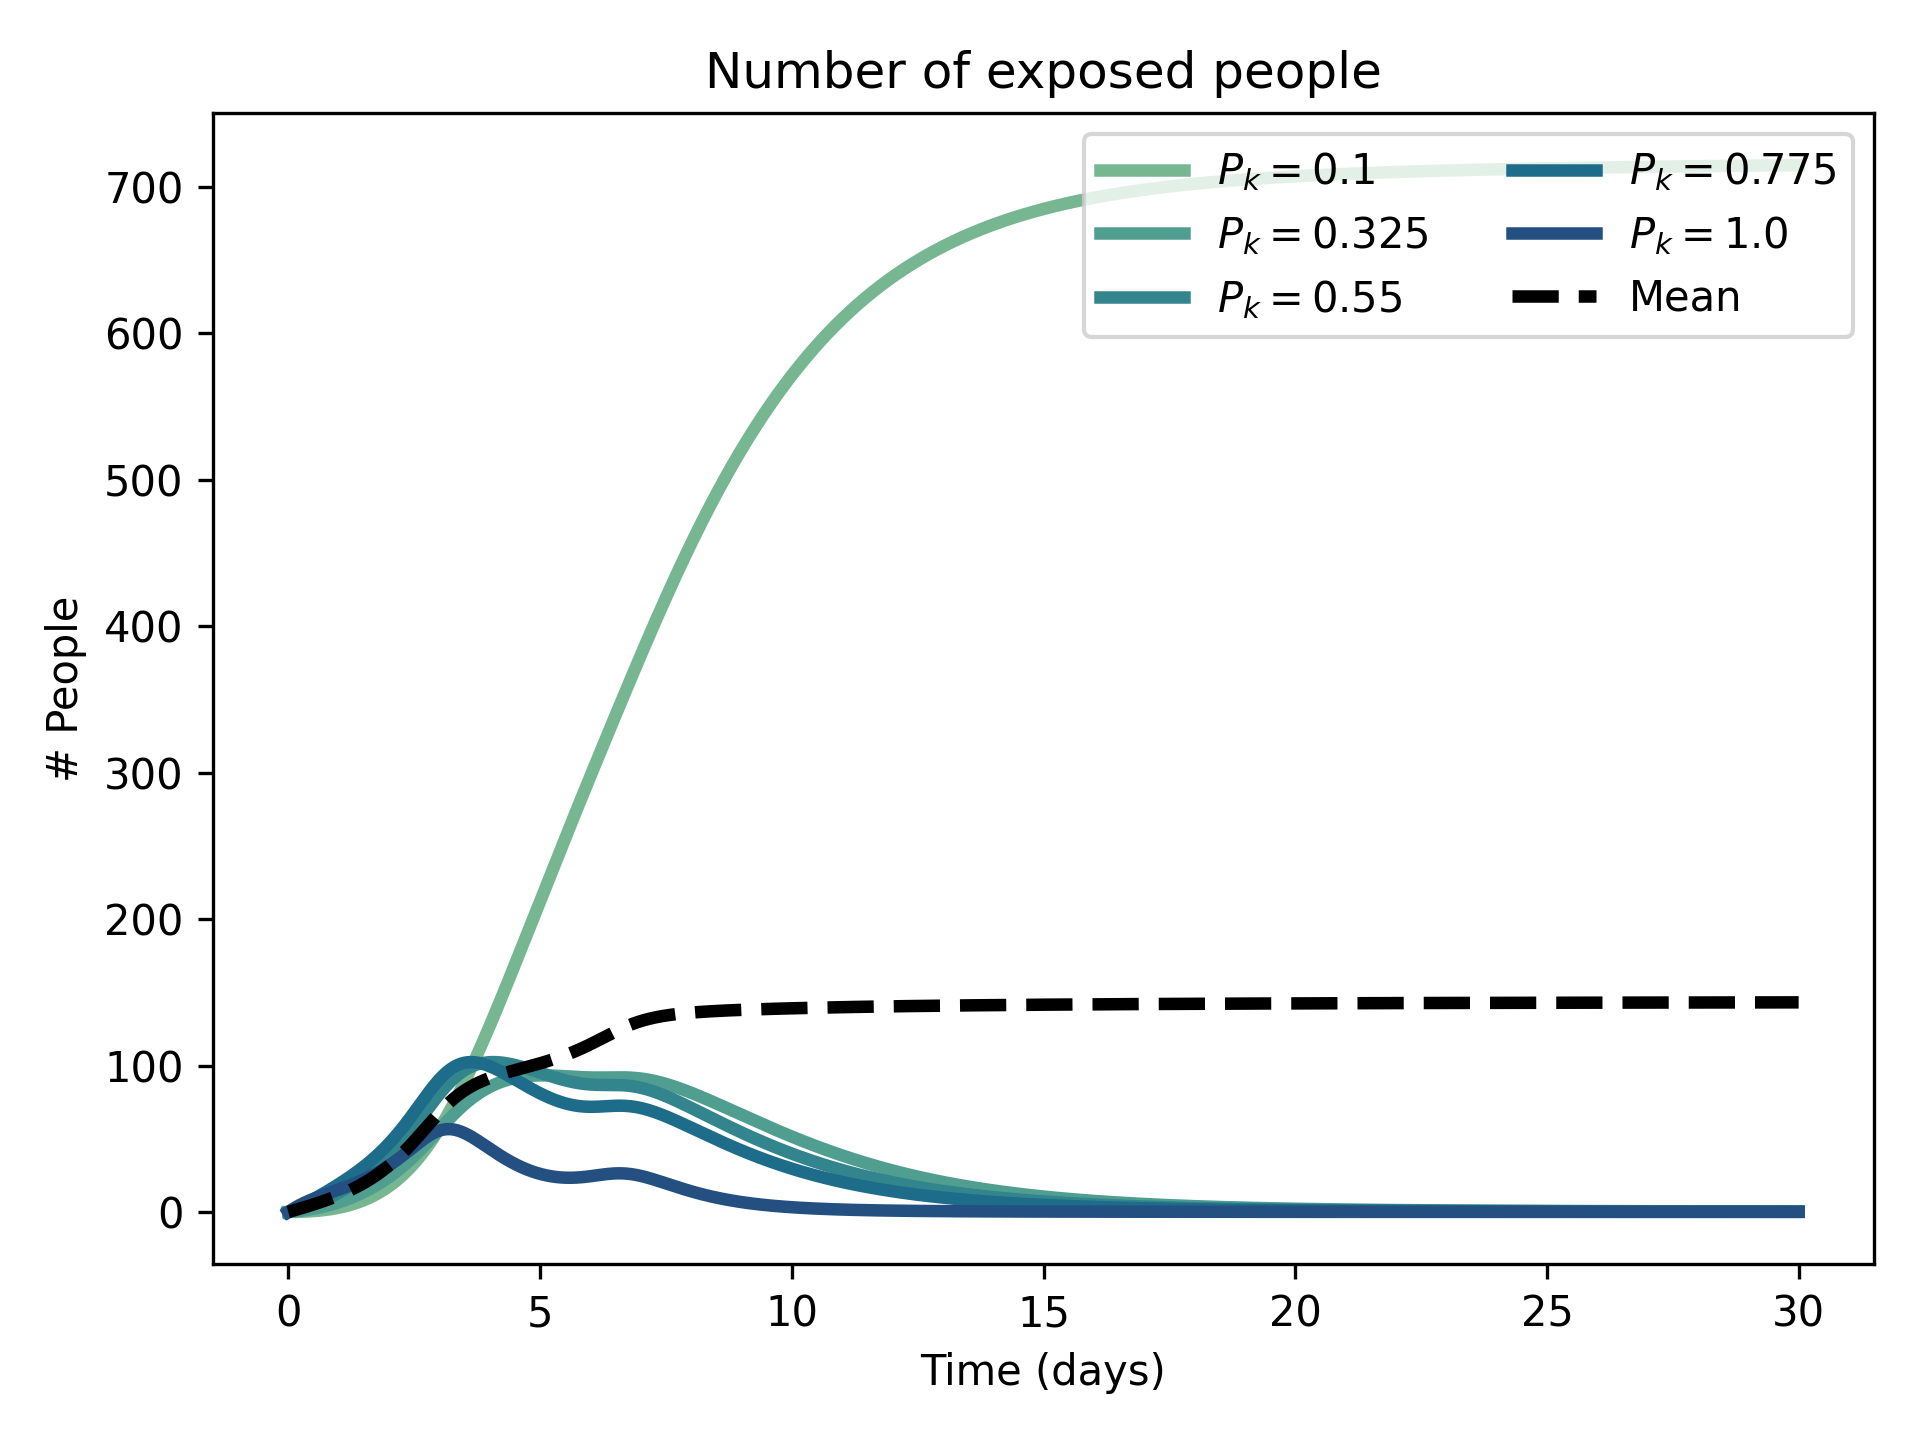 Number of exposed people
P_k = 0.1
P_k = 0.325
P_k = 0.55
P_k = 0.775
P_k = 1.0
Mean
# People
700
600
500
400
300
200
100
0
0 5 10 15 20 25 30
Time (days)